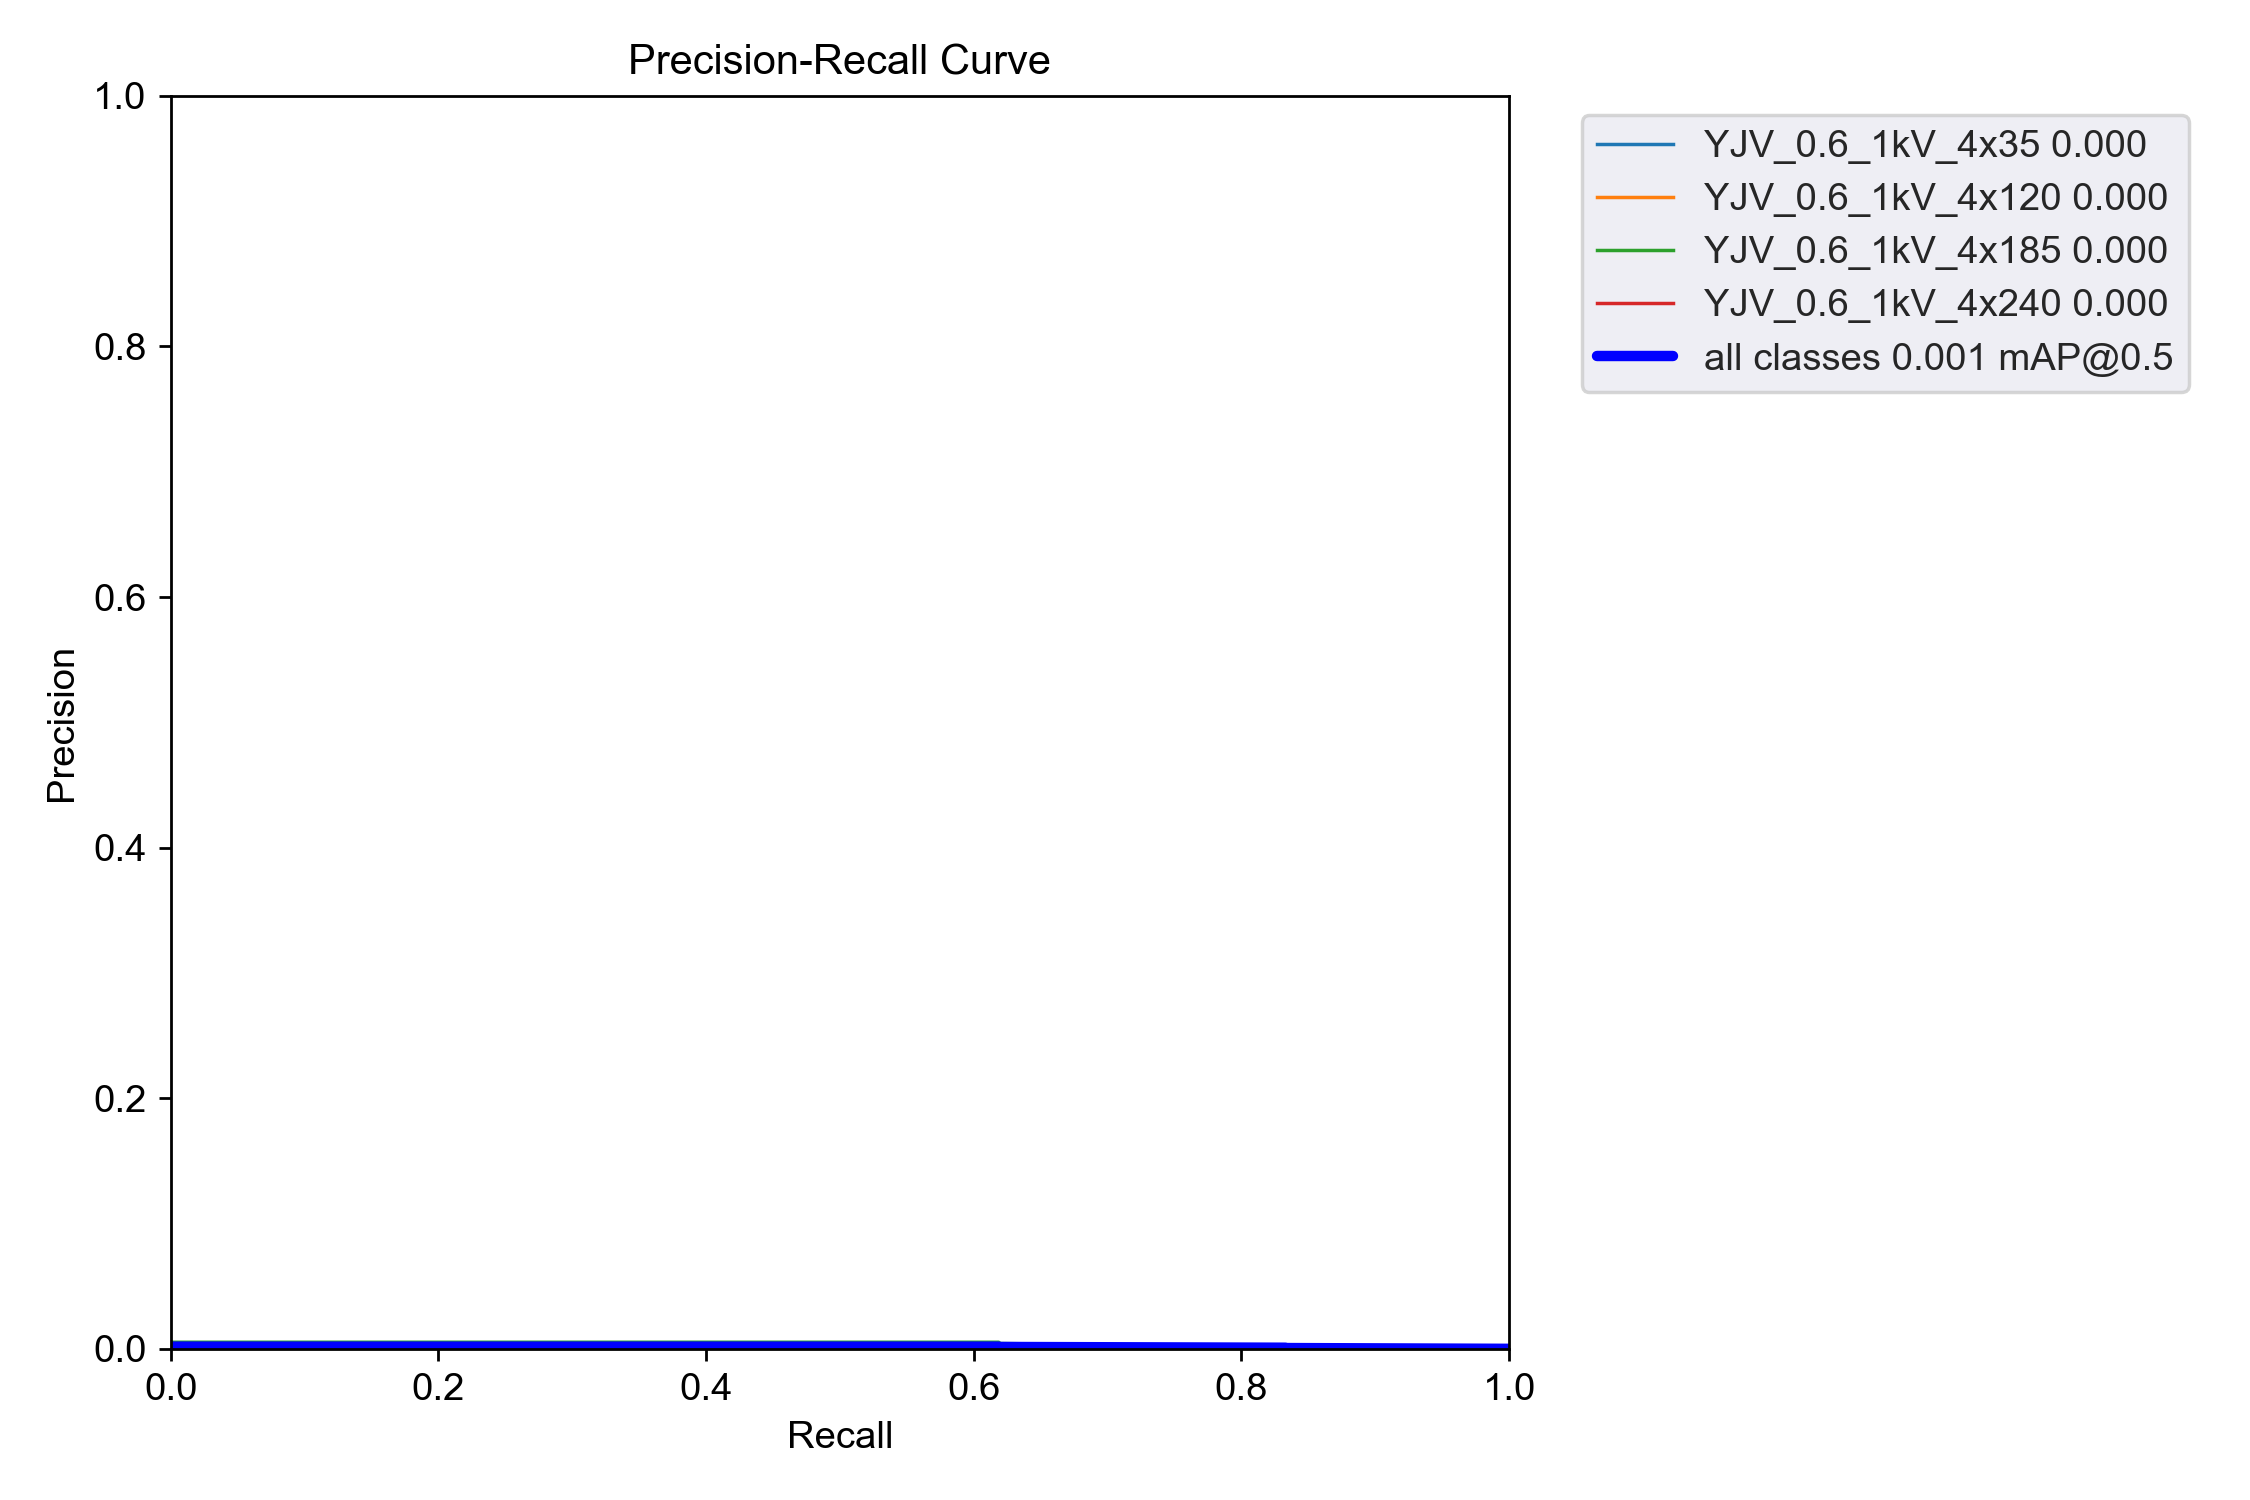 Precision-Recall Curve
1.0
0.8
0.6
0.4
0.2
0.0
Precision
0.0 0.2 0.4 0.6 0.8 1.0
Recall
YJV_0.6_1kV_4x35 0.000
YJV_0.6_1kV_4x120 0.000
YJV_0.6_1kV_4x185 0.000
YJV_0.6_1kV_4x240 0.000
all classes 0.001 mAP@0.5